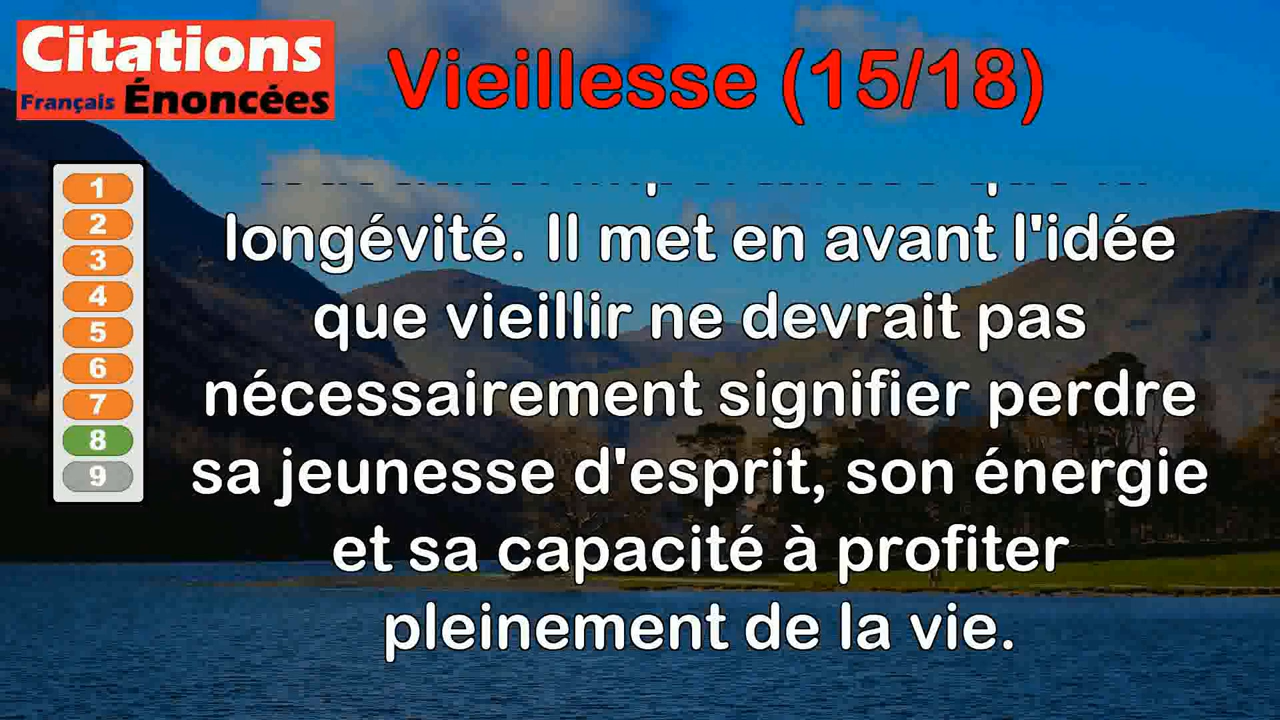 Citations
Français Énoncées
Vieillesse (15/18)
1
2
3
4
5
6
7
8
9
longévité. Il met en avant l'idée
que vieillir ne devrait pas
nécessairement signifier perdre
sa jeunesse d'esprit, son énergie
et sa capacité à profiter
pleinement de la vie.